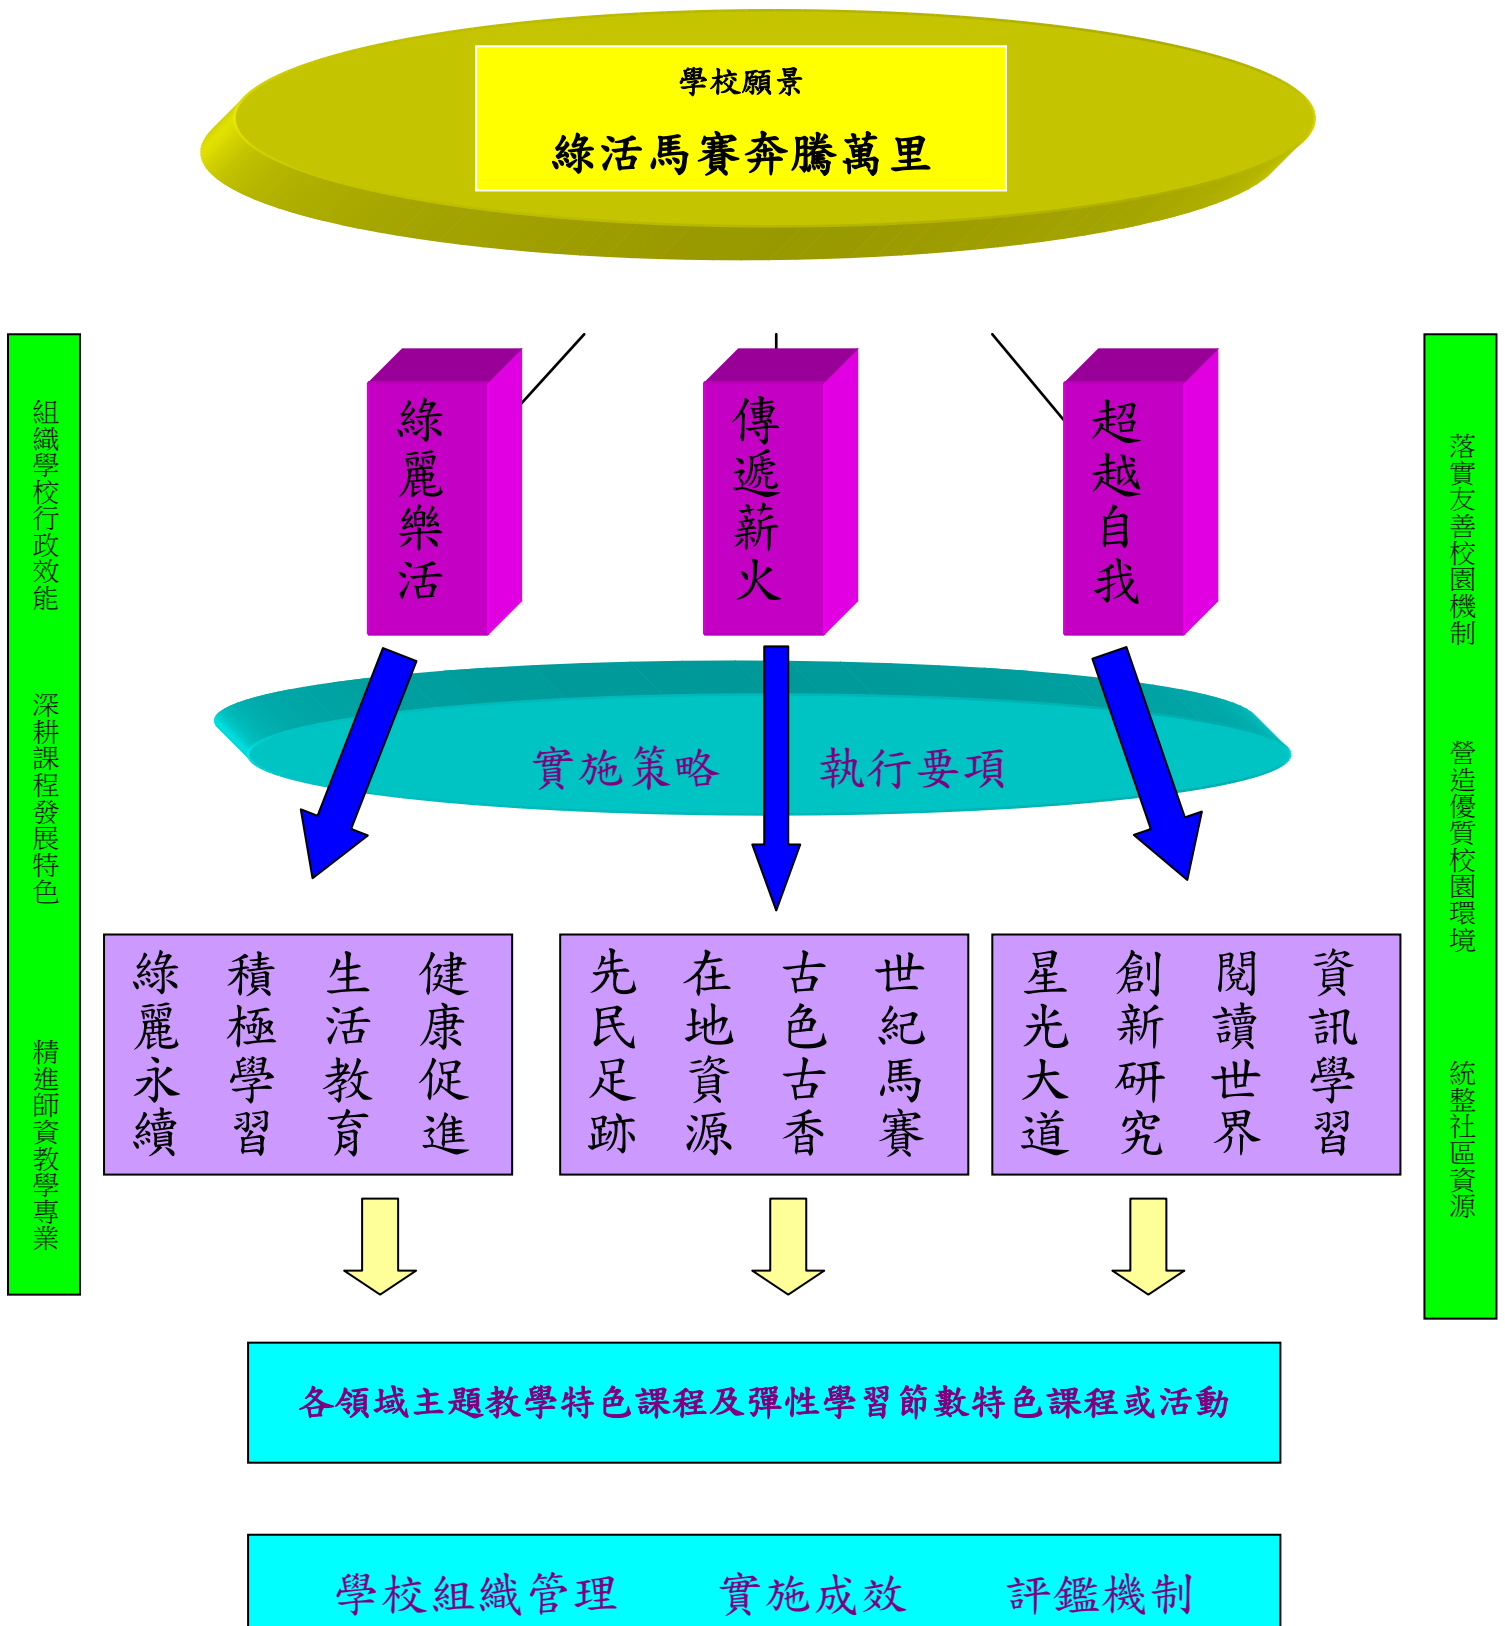 學校願景
綠活馬賽奔騰萬里
組織學校行政效能
深耕課程發展特色
精進師資教學專業
綠麗樂活
傳遞薪火
超越自我
落實友善校園機制
營造優質校園環境
統整社區資源
實施策略 執行要項
綠麗永續
積極學習
生活教育
健康促進
先民足跡
在地資源
古色古香
世紀馬賽
星光大道
創新研究
閱讀世界
資訊學習
各領域主題教學特色課程及彈性學習節數特色課程或活動
學校組織管理 實施成效 評鑑機制